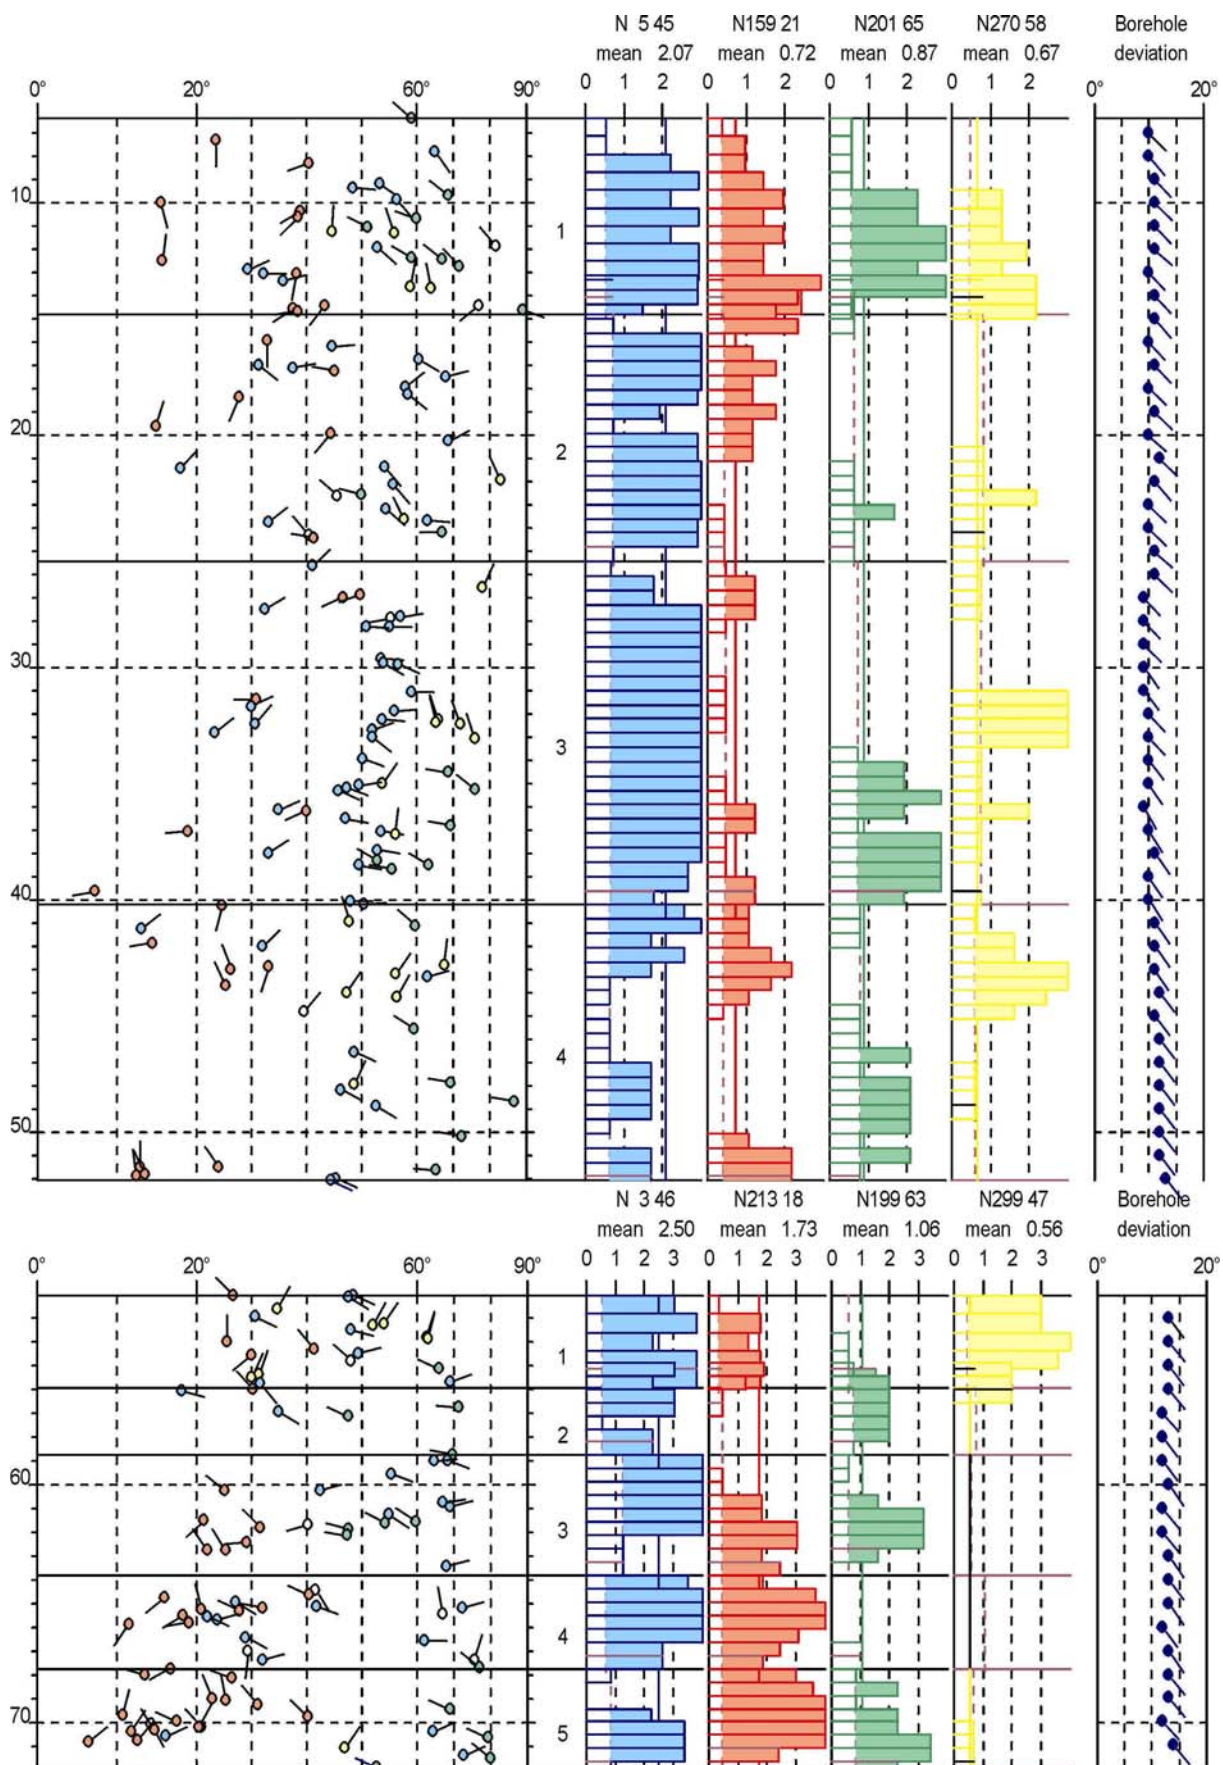 N 5 45 N159 21 N201 65 N270 58 Borehole
mean 2.07 mean 0.72 mean 0.87 mean 0.67 deviation
0 1 2 0 1 2 0 1 2 0 1 2
0° 20° 60° 90° 0° 20°
10
1
20
2
30
3
40
4
50
N 3 46 N213 18 N199 63 N299 47 Borehole
mean 2.50 mean 1.73 mean 1.06 mean 0.56 deviation
0° 20° 60° 90° 0 1 2 3 0 1 2 3 0 1 2 3 0 1 2 3 0° 20°
1
2
60
3
4
70
5